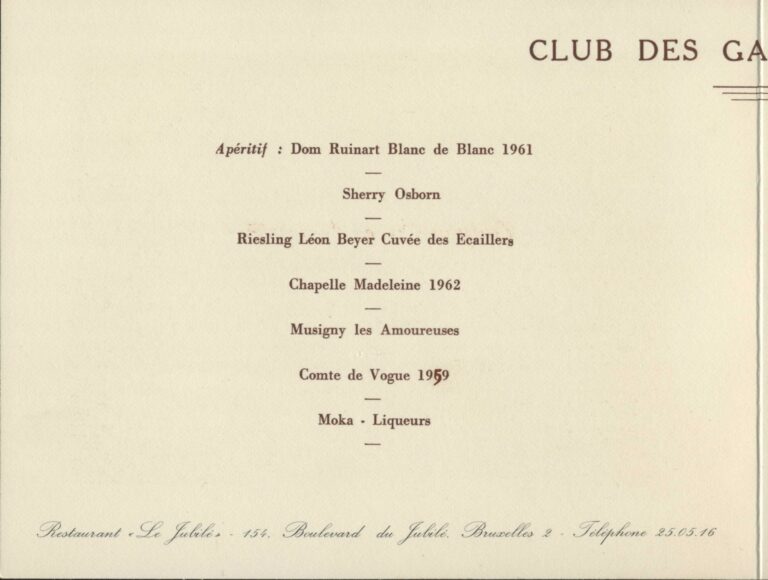 CLUB DES GA
Apéritif : Dom Ruinart Blanc de Blanc 1961
Sherry Osborn
Riesling Léon Beyer Cuvée des Ecaillers
Chapelle Madeleine 1962
Musigny les Amoureuses
Comte de Vogue 1959
Moka - Liqueurs
Restaurant « Le Jubilé » - 154, Boulevard du Jubilé, Bruxelles 2 - Téléphone 25.05.16